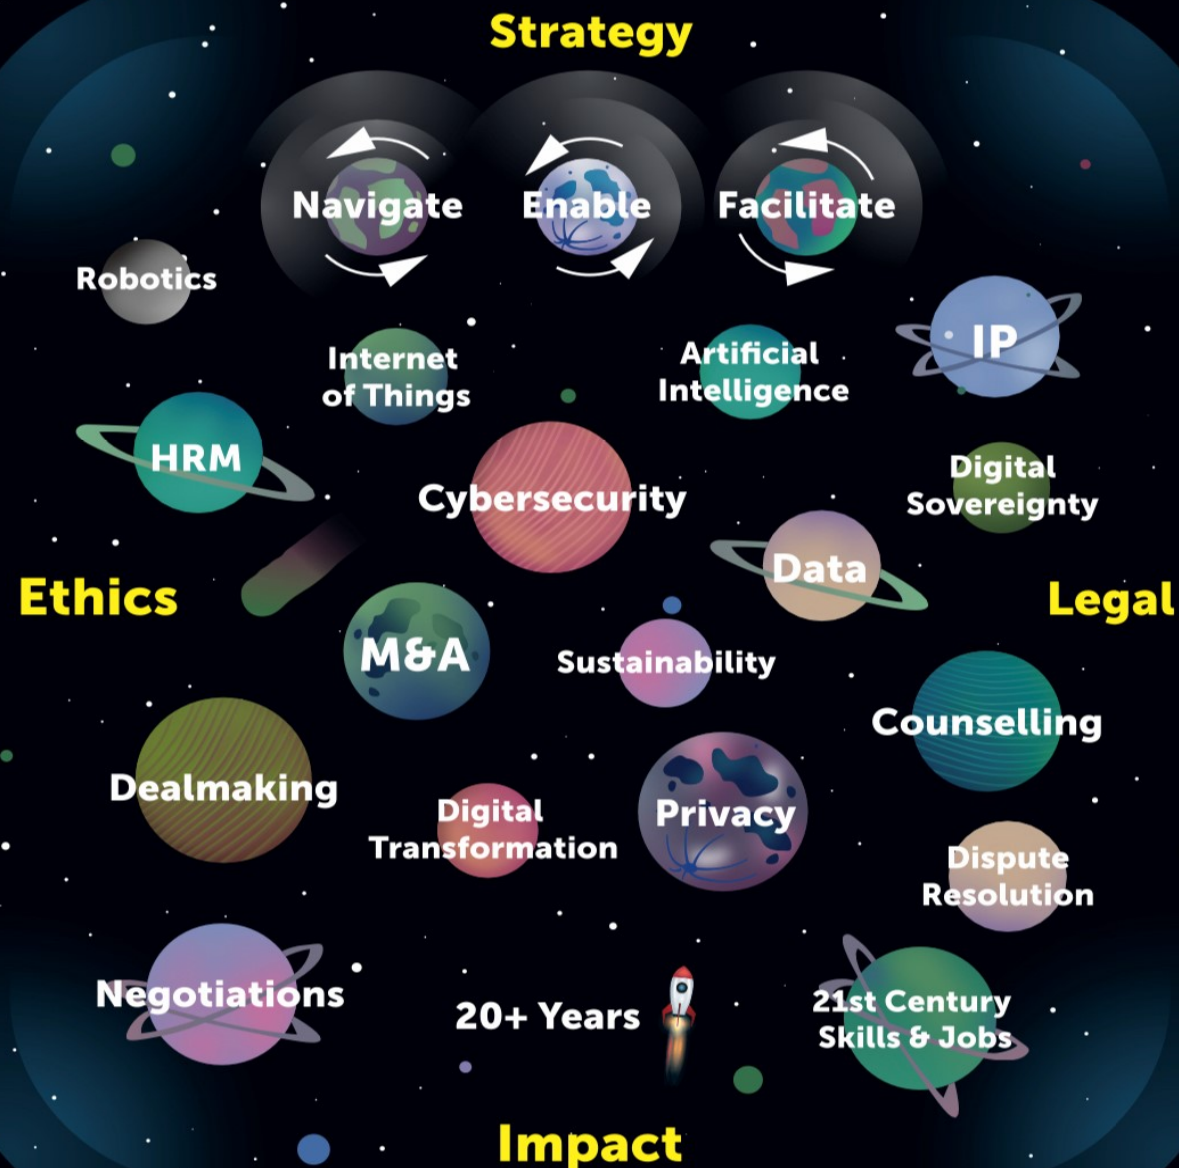 Strategy
Navigate
Enable
Facilitate
Robotics
Internet
of Things
Artificial
Intelligence
IP
HRM
Cybersecurity
Digital
Sovereignty
Data
Ethics
Legal
M&A
Sustainability
Counselling
Dealmaking
Digital
Transformation
Privacy
Dispute
Resolution
Negotiations
20+ Years
21st Century
Skills & Jobs
Impact